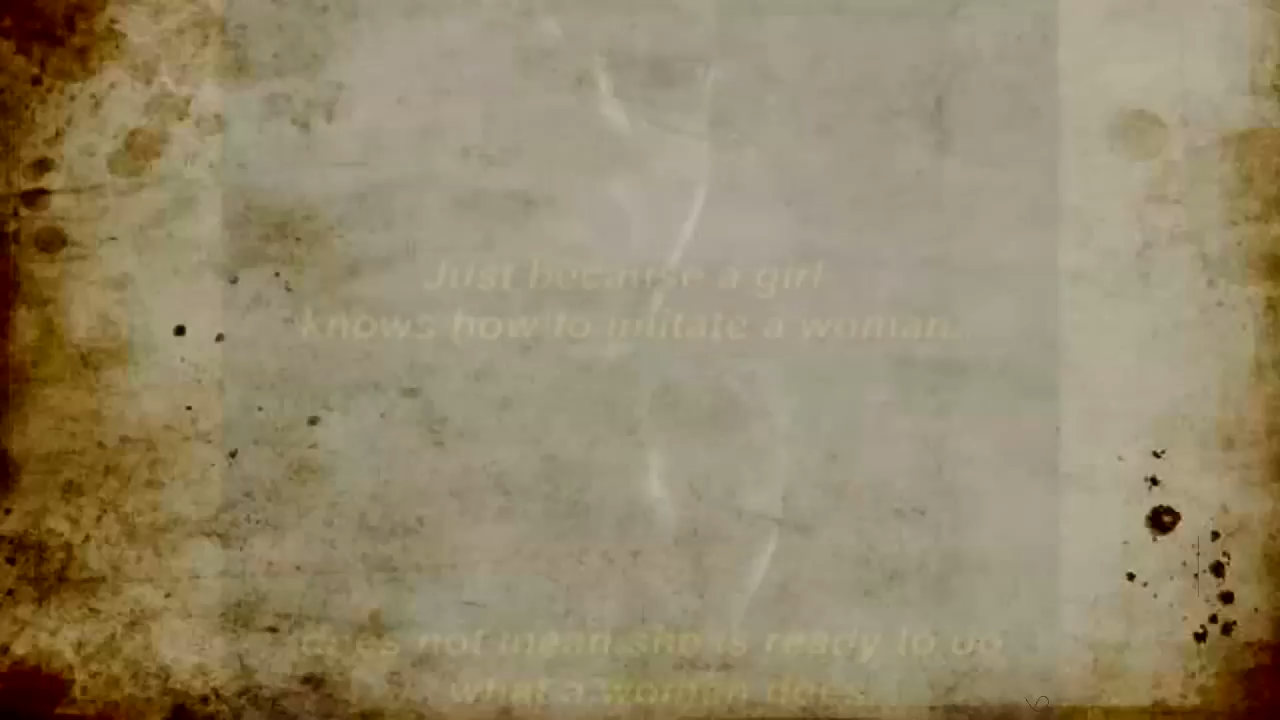 Just because a girl
knows how to imitate a woman...
does not mean she is ready to do
what a woman does.